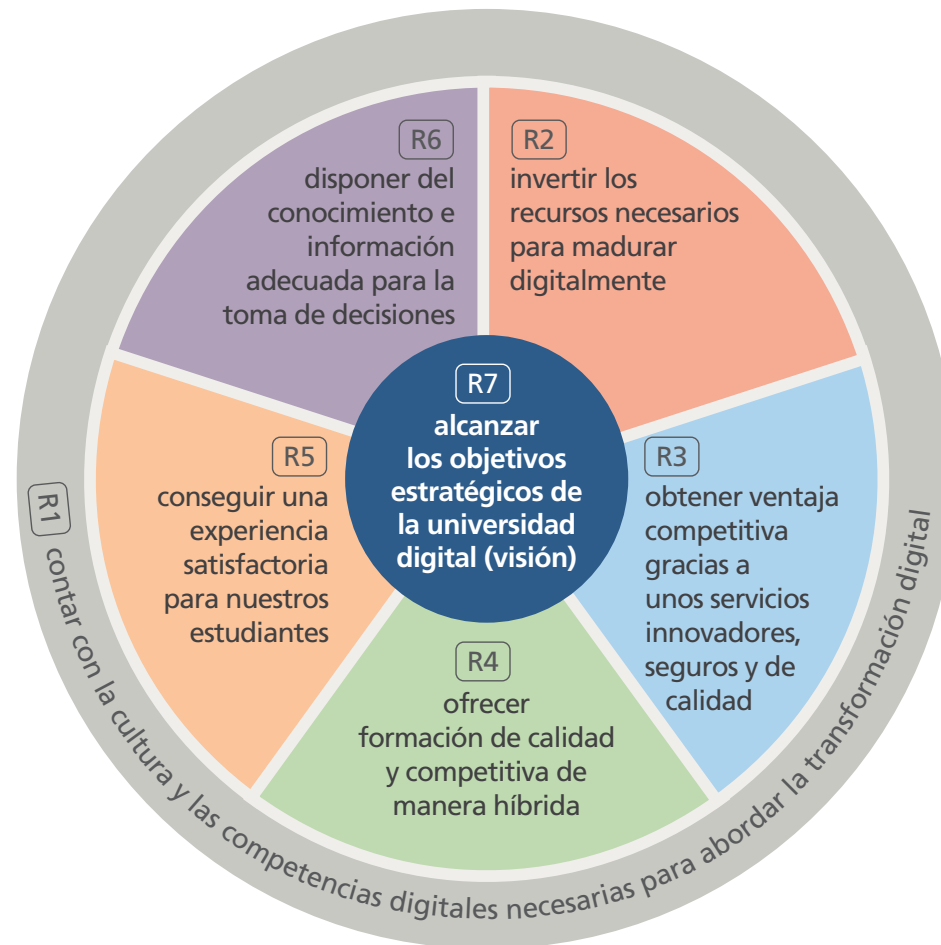 R1
contar con la cultura y las competencias digitales necesarias para abordar la transformación digital
R2
invertir los
recursos necesarios
para madurar
digitalmente
R3
obtener ventaja
competitiva
gracias a
unos servicios
innovadores,
seguros y de
calidad
R4
ofrecer
formación de calidad
y competitiva de
manera híbrida
R5
conseguir una
experiencia
satisfactoria
para nuestros
estudiantes
R6
disponer del
conocimiento e
información
adecuada para la
toma de decisiones
R7
alcanzar
los objetivos
estratégicos de
la universidad
digital (visión)